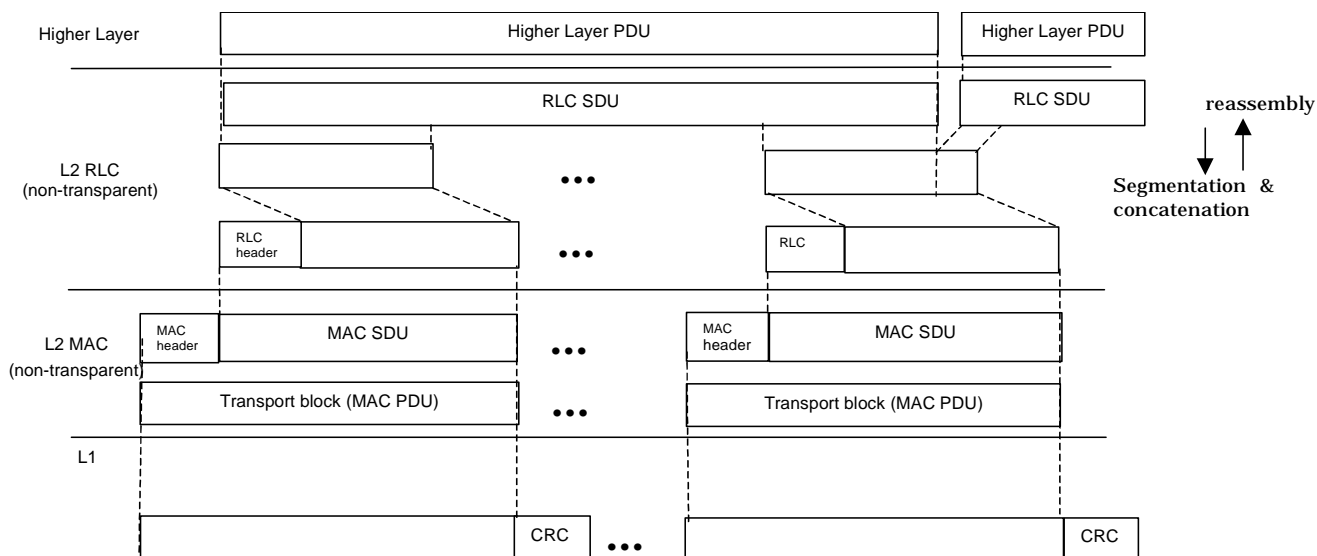 Higher Layer
Higher Layer PDU
Higher Layer PDU
RLC SDU
RLC SDU
reassembly
L2 RLC
(non-transparent)
•••
Segmentation &
concatenation
RLC
header
•••
RLC
L2 MAC
(non-transparent)
MAC
header
MAC SDU
•••
MAC
header
MAC SDU
Transport block (MAC PDU)
•••
Transport block (MAC PDU)
L1
CRC
•••
CRC